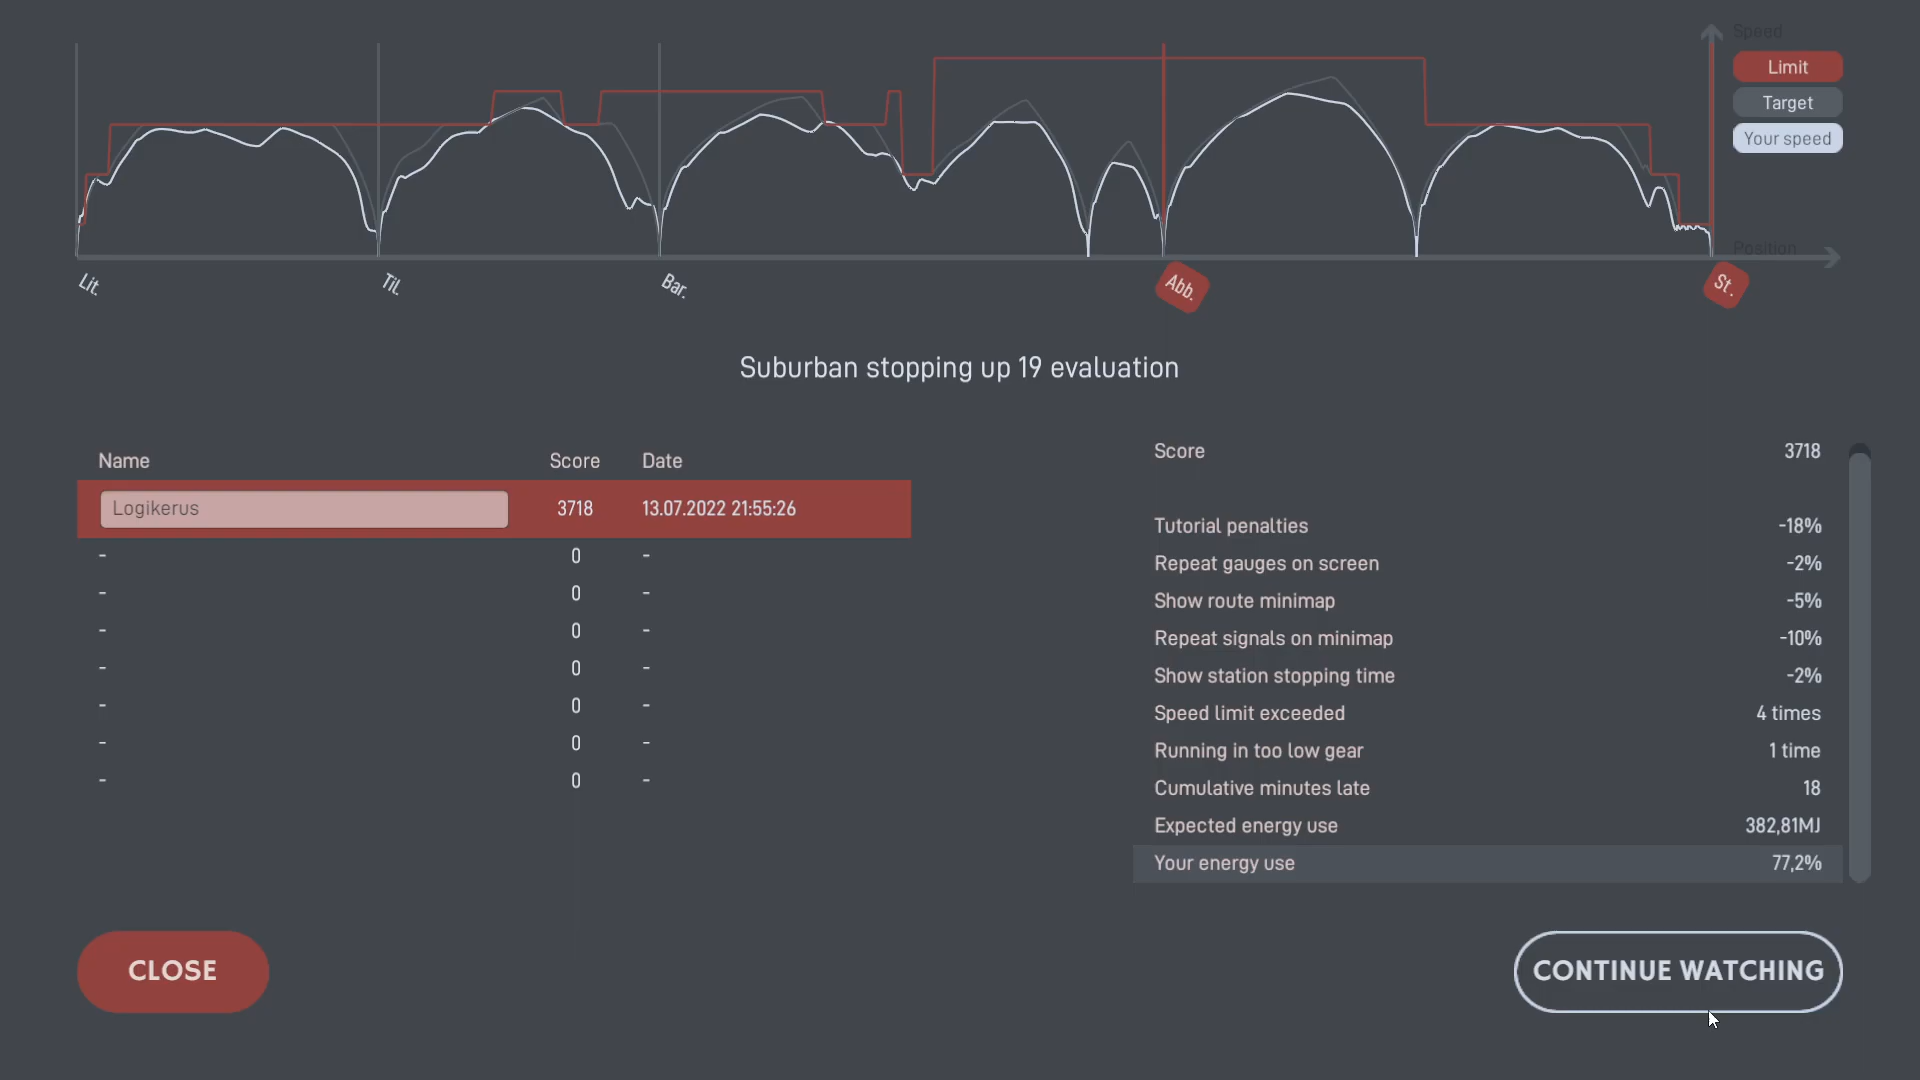 Speed
Limit
Target
Your speed
Position
Lit.
Til.
Bar.
Abb.
St.
Suburban stopping up 19 evaluation
Name Score Date
Logikerus 3718 13.07.2022 21:55:26
- 0 -
- 0 -
- 0 -
- 0 -
- 0 -
- 0 -
- 0 -
Score 3718
Tutorial penalties -18%
Repeat gauges on screen -2%
Show route minimap -5%
Repeat signals on minimap -10%
Show station stopping time -2%
Speed limit exceeded 4 times
Running in too low gear 1 time
Cumulative minutes late 18
Expected energy use 382,81MJ
Your energy use 77,2%
CLOSE
CONTINUE WATCHING